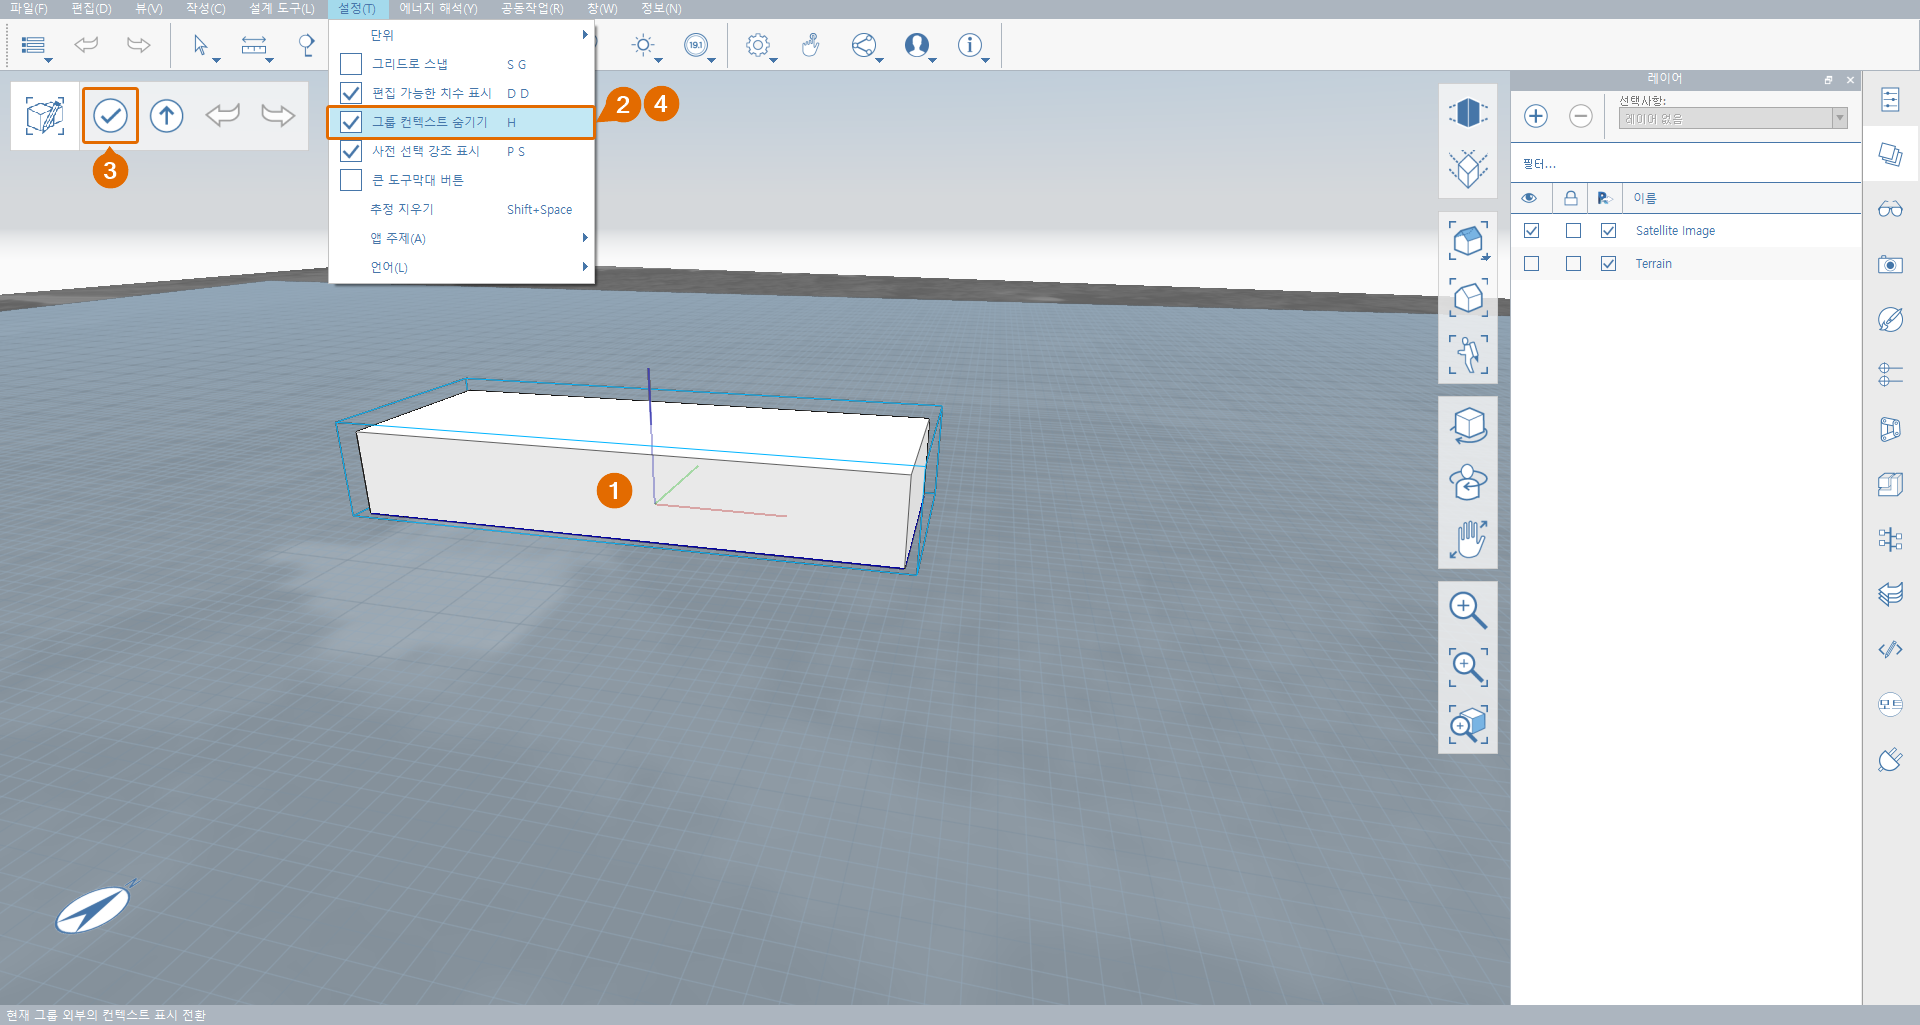 파일(F) 편집(D) 뷰(V) 작성(C) 설계 도구(L) 설정(T) 에너지 해석(Y) 공동작업(R) 창(W) 정보(N)
19.1
단위
그리드로 스냅 S G
편집 가능한 치수 표시 D D
그룹 컨텍스트 숨기기 H
사전 선택 강조 표시 P S
큰 도구막대 버튼
추정 지우기 Shift+Space
앱 주제(A)
언어(L)
2 4
3
1
레이어
선택사항:
레이어 없음
필터...
이름
Satellite Image
Terrain
모트
현재 그룹 외부의 컨텍스트 표시 전환